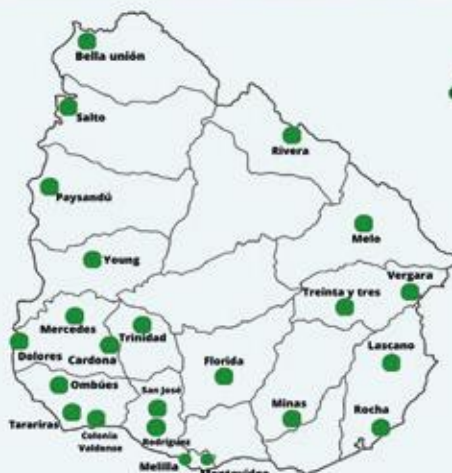 Bella unión
Salto
Rivera
Paysandú
Melo
Young
Vergara
Treinta y tres
Mercedes
Trinidad
Dolores
Cardona
Lascano
Florida
Ombúes
San José
Minas
Rocha
Tarariras
Colonia
Valdense
Rodríguez
Melilla
Montevideo